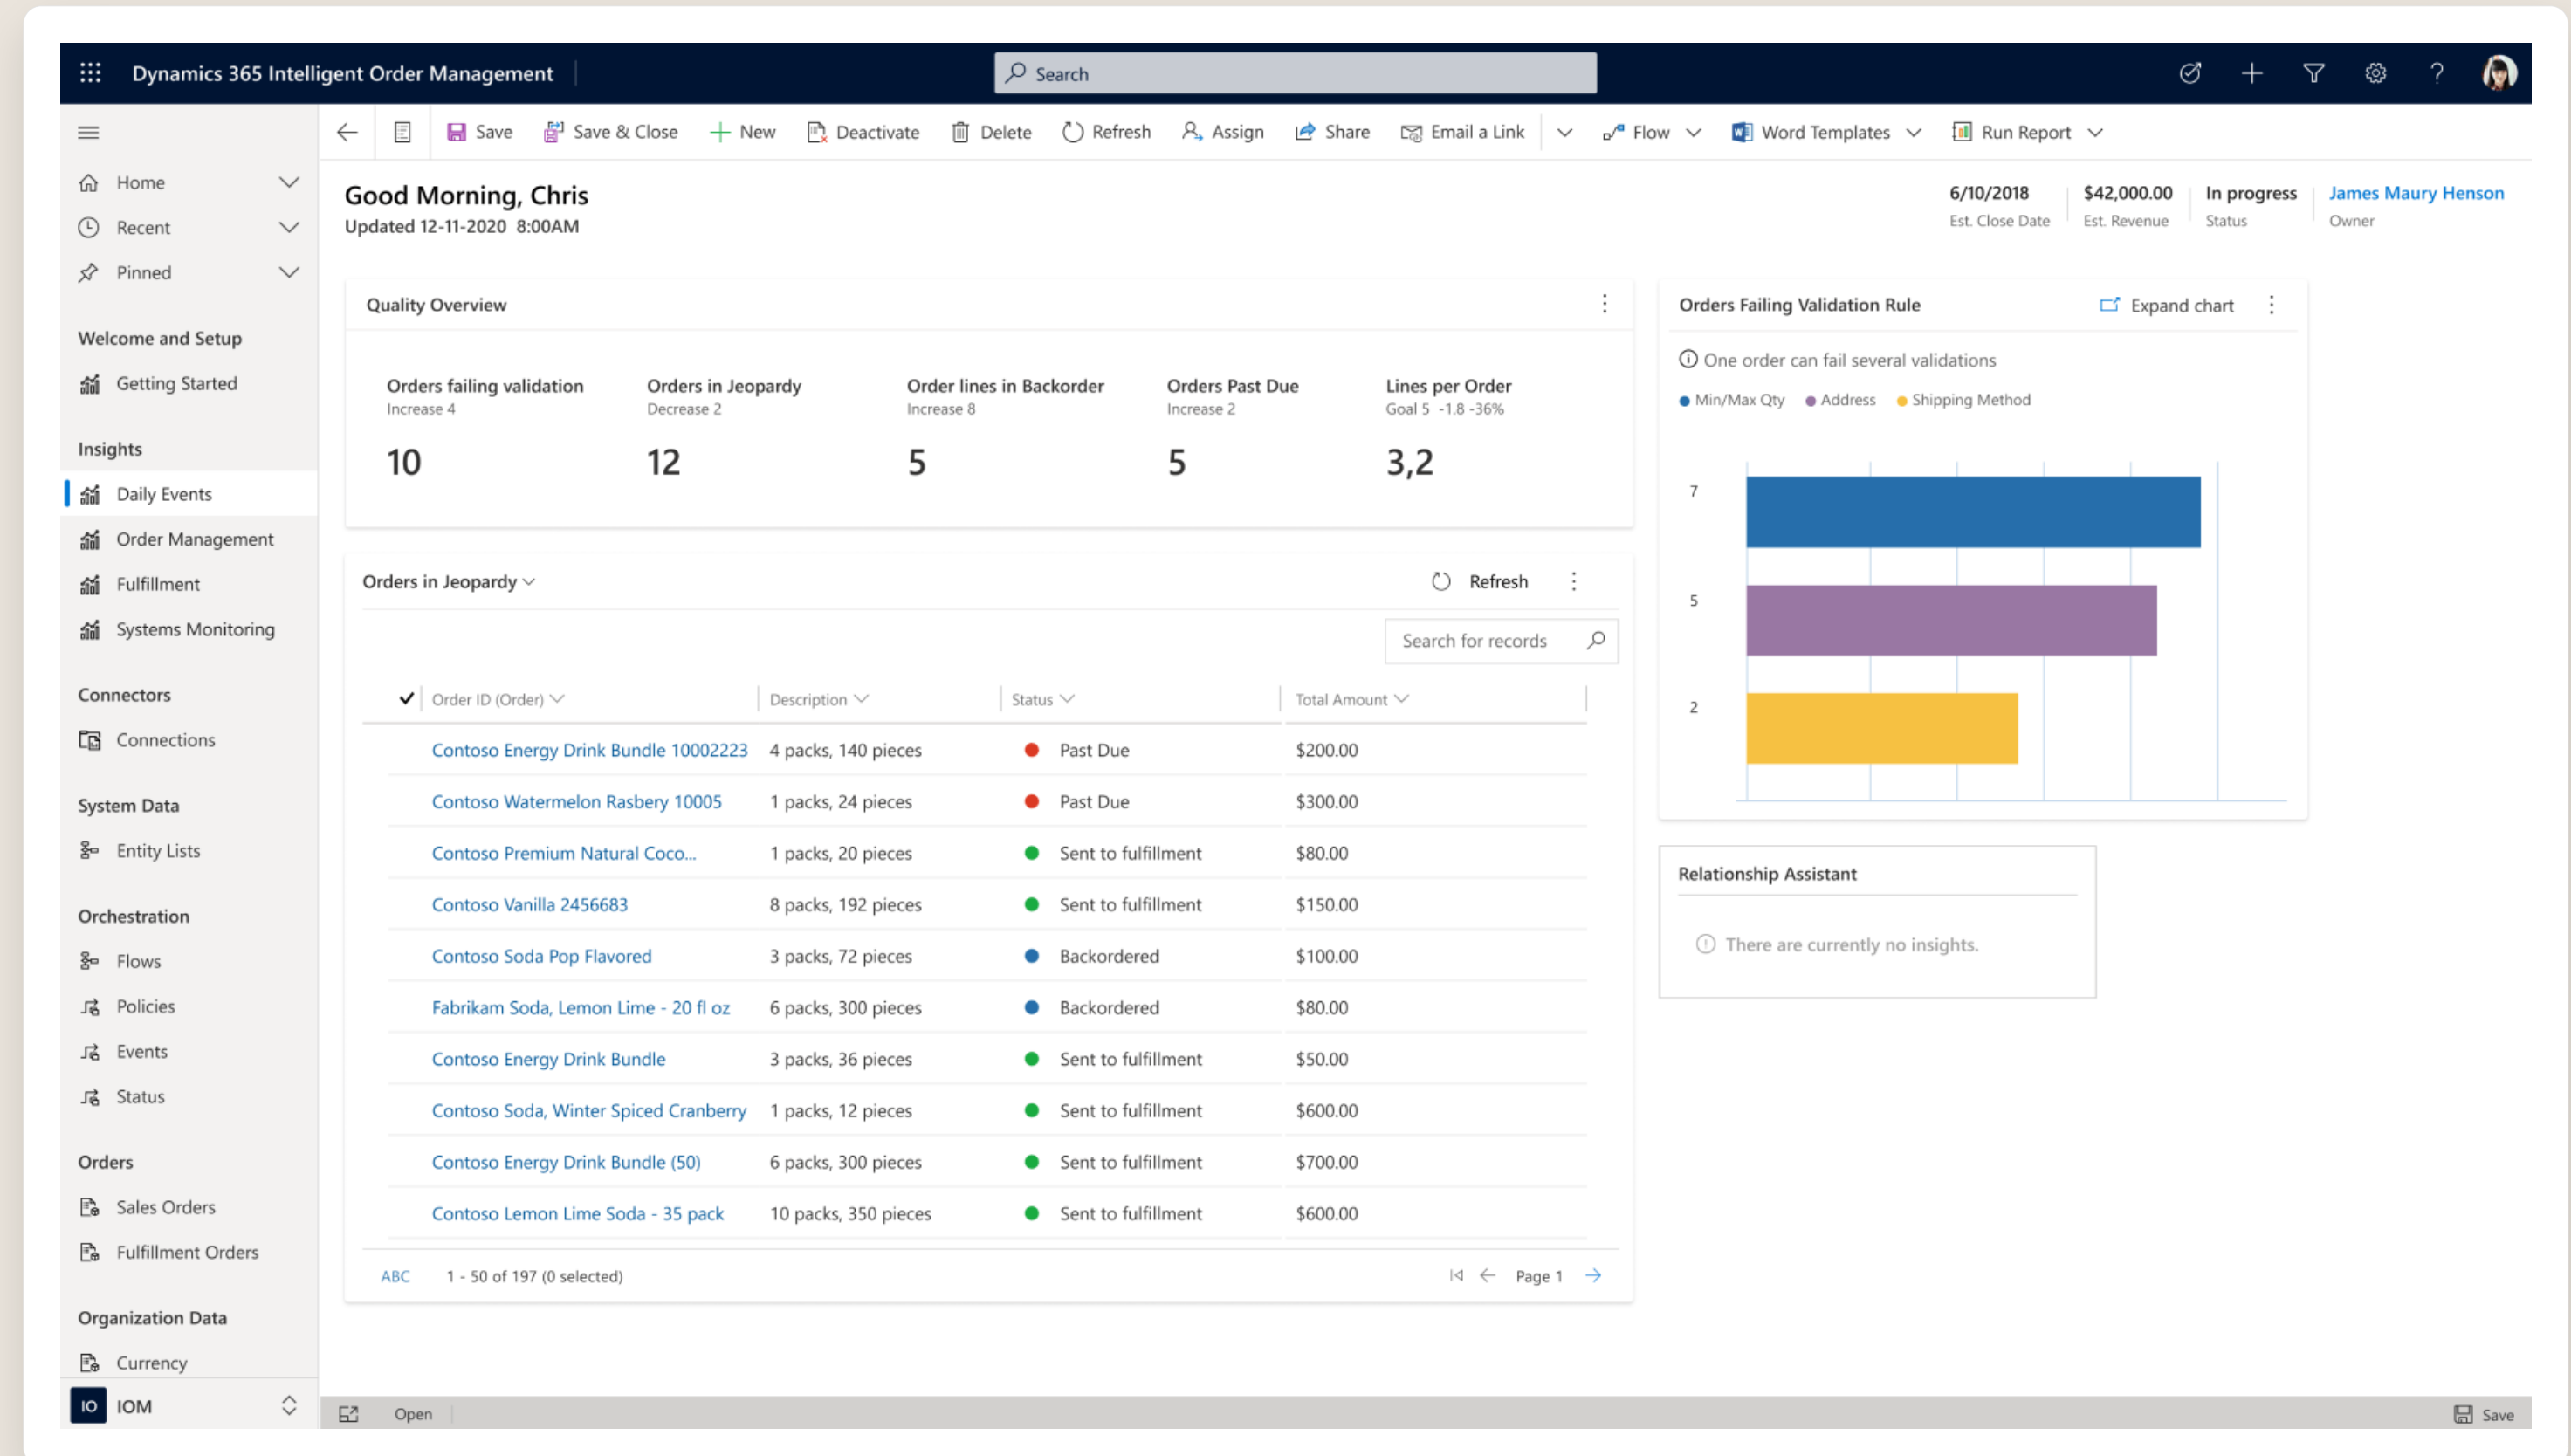 Dynamics 365 Intelligent Order Management
Search
Save
Save & Close
New
Deactivate
Delete
Refresh
Assign
Share
Email a Link
Flow
Word Templates
Run Report
Home
Recent
Pinned
Welcome and Setup
Getting Started
Insights
Daily Events
Order Management
Fulfillment
Systems Monitoring
Connectors
Connections
System Data
Entity Lists
Orchestration
Flows
Policies
Events
Status
Orders
Sales Orders
Fulfillment Orders
Organization Data
Currency
IO IOM
Good Morning, Chris
Updated 12-11-2020 8:00AM
6/10/2018
Est. Close Date
$42,000.00
Est. Revenue
In progress
Status
James Maury Henson
Owner
Quality Overview
Orders failing validation
Increase 4
10
Orders in Jeopardy
Decrease 2
12
Order lines in Backorder
Increase 8
5
Orders Past Due
Increase 2
5
Lines per Order
Goal 5 -1.8 -36%
3,2
Orders in Jeopardy
Refresh
Search for records
Order ID (Order) Description Status Total Amount
Contoso Energy Drink Bundle 10002223 4 packs, 140 pieces Past Due $200.00
Contoso Watermelon Rasbery 10005 1 packs, 24 pieces Past Due $300.00
Contoso Premium Natural Coco... 1 packs, 20 pieces Sent to fulfillment $80.00
Contoso Vanilla 2456683 8 packs, 192 pieces Sent to fulfillment $150.00
Contoso Soda Pop Flavored 3 packs, 72 pieces Backordered $100.00
Fabrikam Soda, Lemon Lime - 20 fl oz 6 packs, 300 pieces Backordered $80.00
Contoso Energy Drink Bundle 3 packs, 36 pieces Sent to fulfillment $50.00
Contoso Soda, Winter Spiced Cranberry 1 packs, 12 pieces Sent to fulfillment $600.00
Contoso Energy Drink Bundle (50) 6 packs, 300 pieces Sent to fulfillment $700.00
Contoso Lemon Lime Soda - 35 pack 10 packs, 350 pieces Sent to fulfillment $600.00
ABC 1 - 50 of 197 (0 selected) Page 1
Orders Failing Validation Rule
Expand chart
One order can fail several validations
Min/Max Qty Address Shipping Method
7
5
2
Relationship Assistant
There are currently no insights.
Open
Save